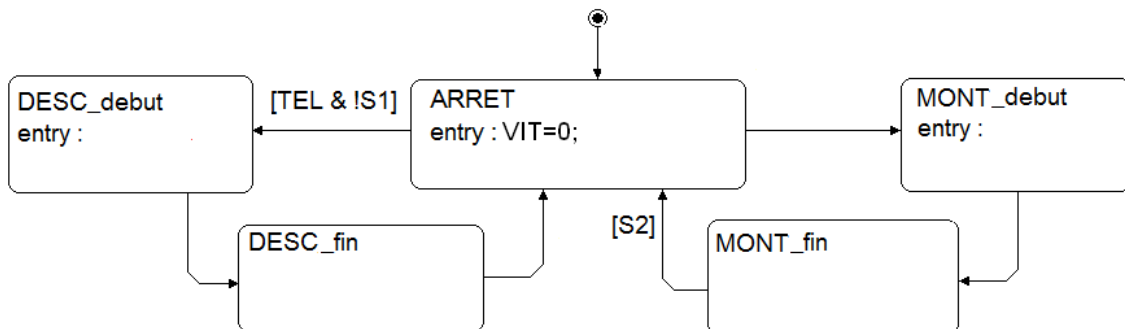 DESC_debut
entry :
[TEL & !S1]
ARRET
entry : VIT=0;
MONT_debut
entry :
DESC_fin
[S2]
MONT_fin